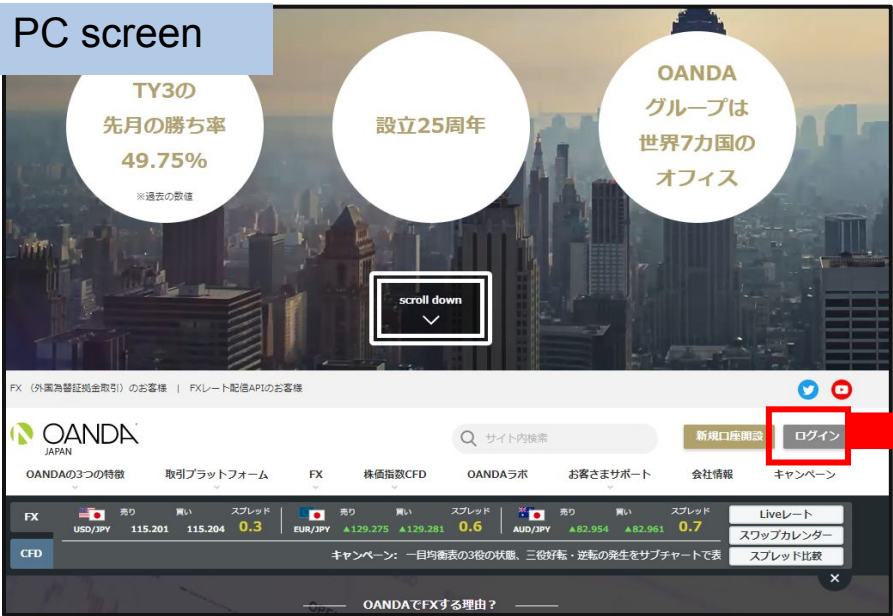 PC screen
TY3の
先月の勝ち率
49.75%
※過去の数値
設立25周年
OANDA
グループは
世界7カ国の
オフィス
scroll down
FX (外国為替証拠金取引) のお客様 | FXレート配信APIのお客様
OANDA
JAPAN
サイト内検索
新規口座開設
ログイン
OANDAの3つの特徴 取引プラットフォーム FX 株価指数CFD OANDAラボ お客さまサポート 会社情報 キャンペーン
FX
CFD
売り 買い スプレッド
USD/JPY 115.201 115.204 0.3
売り 買い スプレッド
EUR/JPY ▲129.275 ▲129.281 0.6
売り 買い スプレッド
AUD/JPY ▲82.954 ▲82.961 0.7
Liveレート
スワップカレンダー
スプレッド比較
キャンペーン: 一目均衡表の3役の状態、三役好転・逆転の発生をサブチャートで表
OANDAでFXする理由？